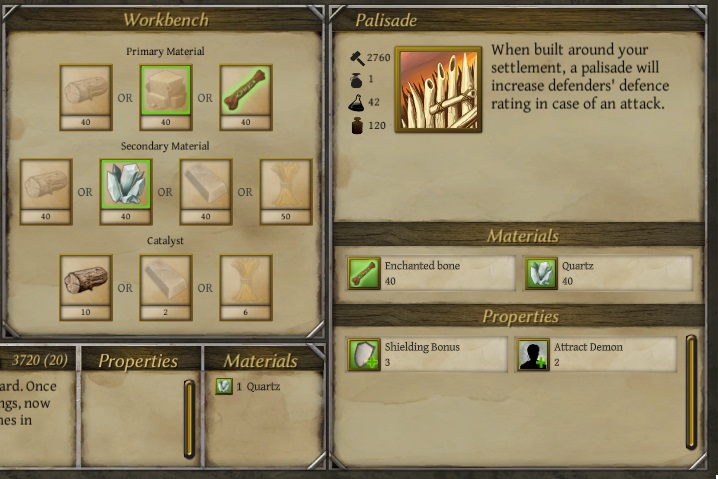 Workbench
Primary Material
40 OR 40 OR 40
Secondary Material
40 OR 40 OR 40 OR 50
Catalyst
10 OR 2 OR 6
3720 (20)
ard. Once
ngs, now
nes in
Properties
Materials
1 Quartz
Palisade
2760
1
42
120
When built around your
settlement, a palisade will
increase defenders' defence
rating in case of an attack.
Materials
Enchanted bone
40
Quartz
40
Properties
Shielding Bonus
3
Attract Demon
2